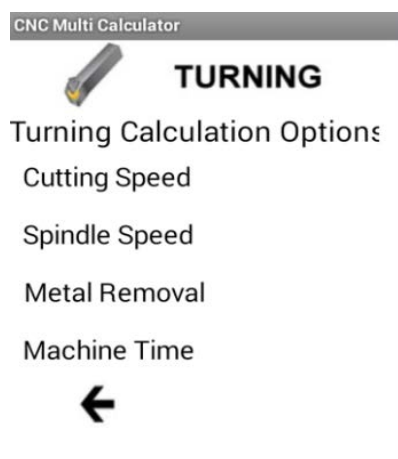 CNC Multi Calculator
TURNING
Turning Calculation Options
Cutting Speed
Spindle Speed
Metal Removal
Machine Time